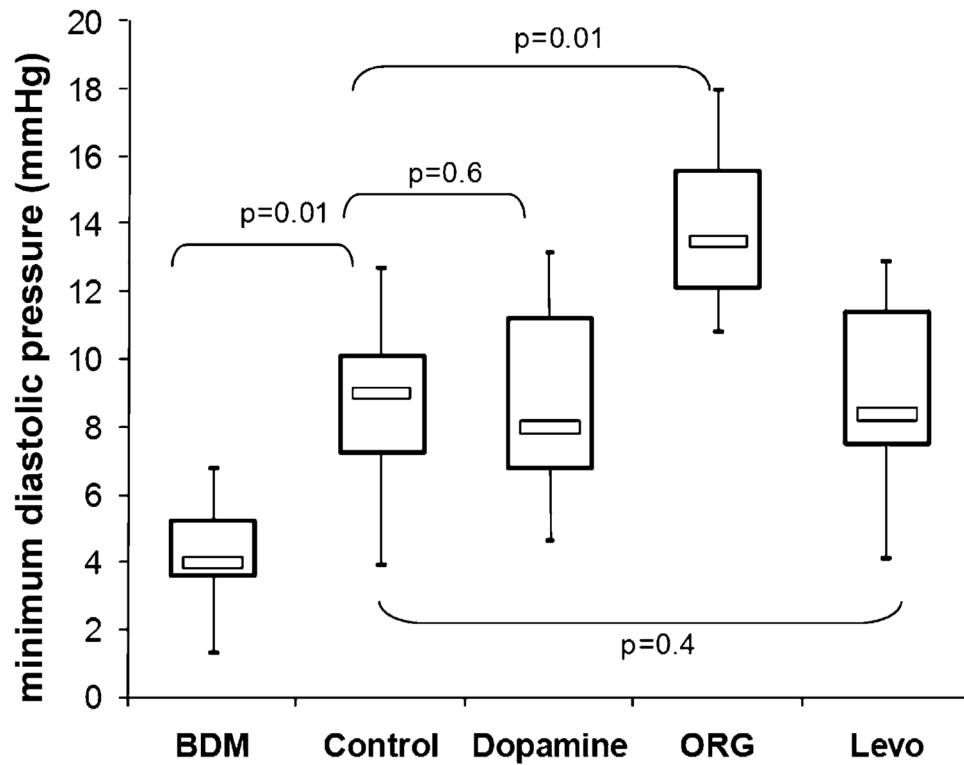 minimum diastolic pressure (mmHg)
20
18
16
14
12
10
8
6
4
2
0
p=0.01
p=0.6
p=0.01
p=0.4
BDM Control Dopamine ORG Levo